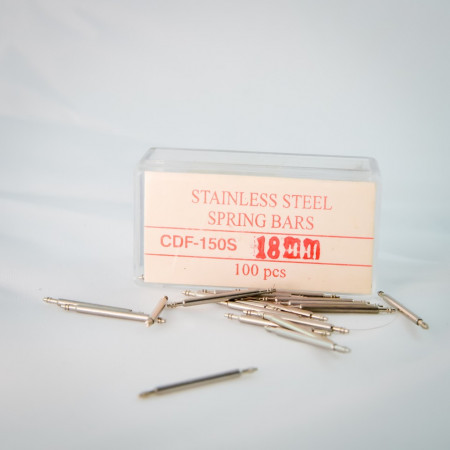 STAINLESS STEEL
SPRING BARS
CDF-150S 18mm
100 pcs